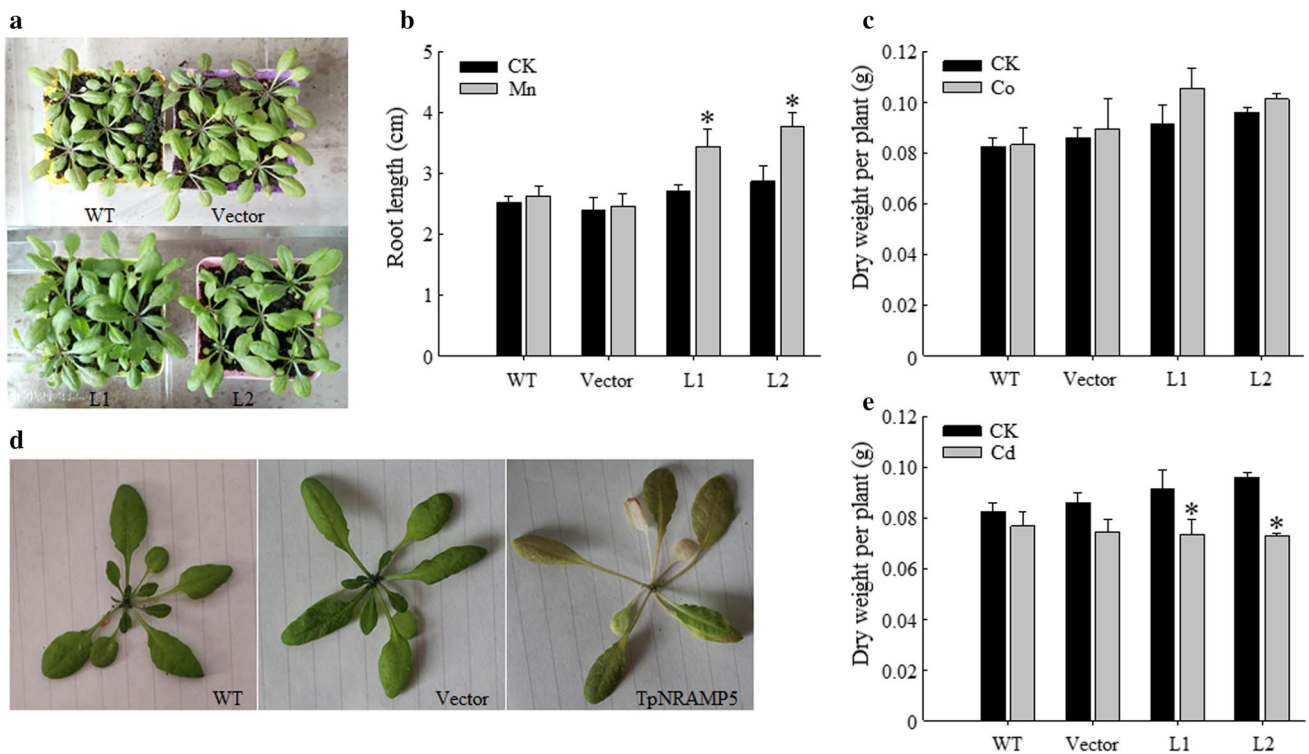 a
WT
Vector
L1
L2
b
Root length (cm)
5
4
3
2
1
0
CK
Mn
*
*
WT
Vector
L1
L2
c
Dry weight per plant (g)
0.12
0.10
0.08
0.06
0.04
0.02
0
CK
Co
WT
Vector
L1
L2
d
WT
Vector
TpNRAMP5
e
Dry weight per plant (g)
0.12
0.10
0.08
0.06
0.04
0.02
0
CK
Cd
*
*
WT
Vector
L1
L2